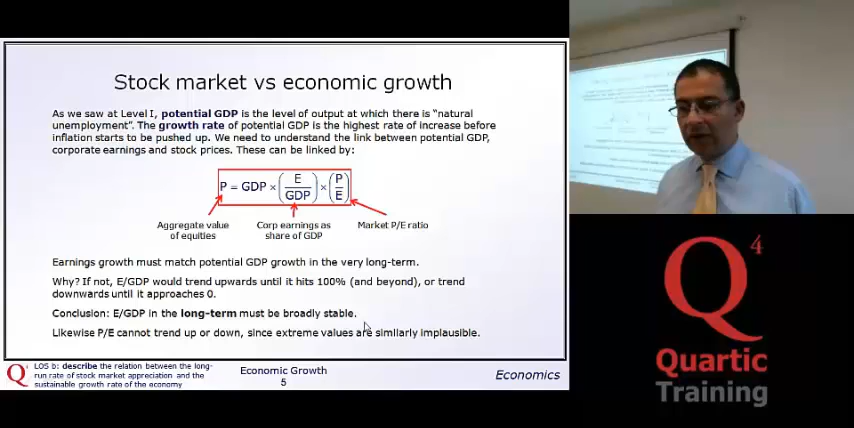 Stock market vs economic growth
As we saw at Level I, potential GDP is the level of output at which there is “natural
unemployment”. The growth rate of potential GDP is the highest rate of increase before
inflation starts to be pushed up. We need to understand the link between potential GDP,
corporate earnings and stock prices. These can be linked by:
P = GDP × (E/GDP) × (P/E)
Aggregate value
of equities
Corp earnings as
share of GDP
Market P/E ratio
Earnings growth must match potential GDP growth in the very long-term.
Why? If not, E/GDP would trend upwards until it hits 100% (and beyond), or trend
downwards until it approaches 0.
Conclusion: E/GDP in the long-term must be broadly stable.
Likewise P/E cannot trend up or down, since extreme values are similarly implausible.
Q
LOS b: describe the relation between the long-
run rate of stock market appreciation and the
sustainable growth rate of the economy
Economic Growth
5
Economics
Q4
Quartic
Training